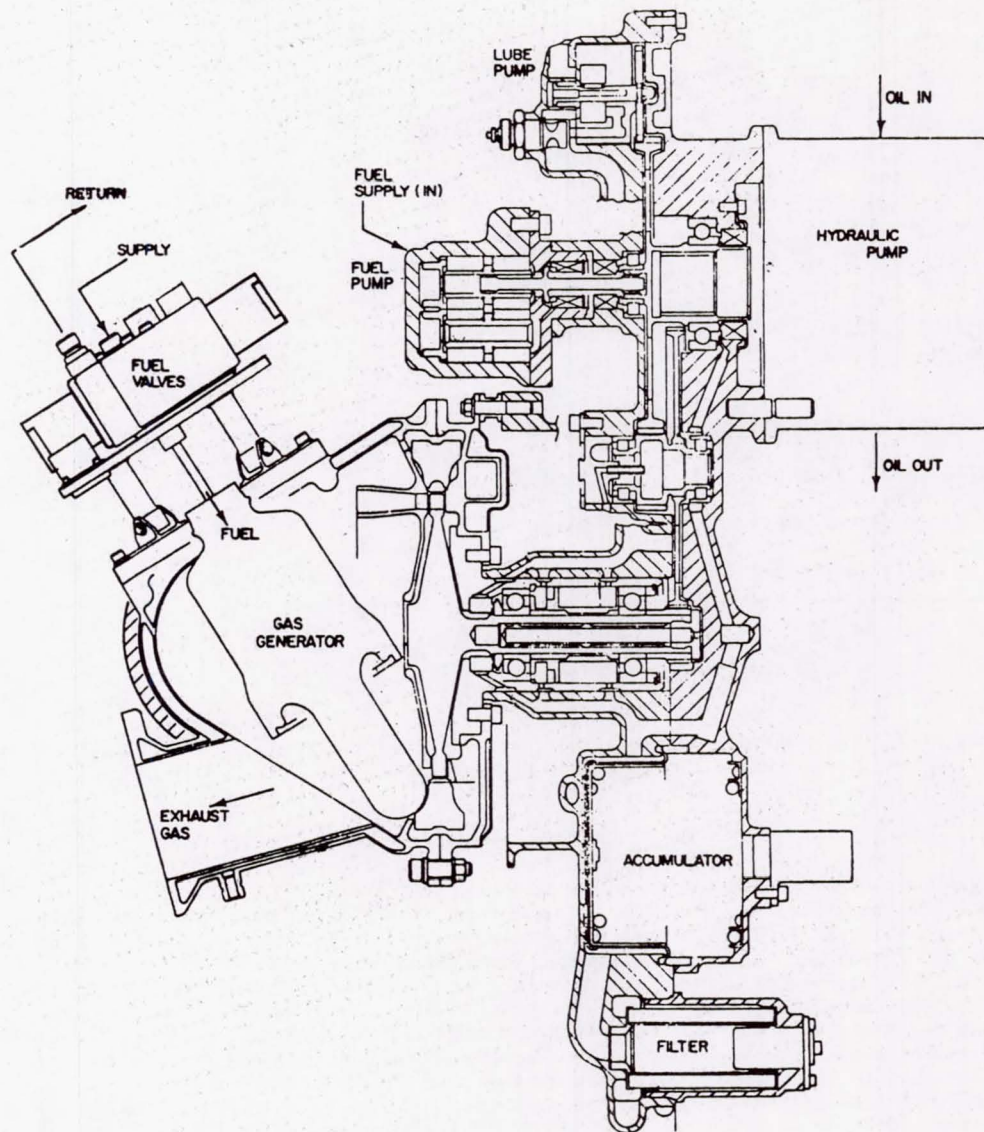 LUBE
PUMP
OIL IN
FUEL
SUPPLY (IN)
RETURN
SUPPLY
FUEL
PUMP
HYDRAULIC
PUMP
FUEL
VALVES
OIL OUT
FUEL
GAS
GENERATOR
EXHAUST
GAS
ACCUMULATOR
FILTER